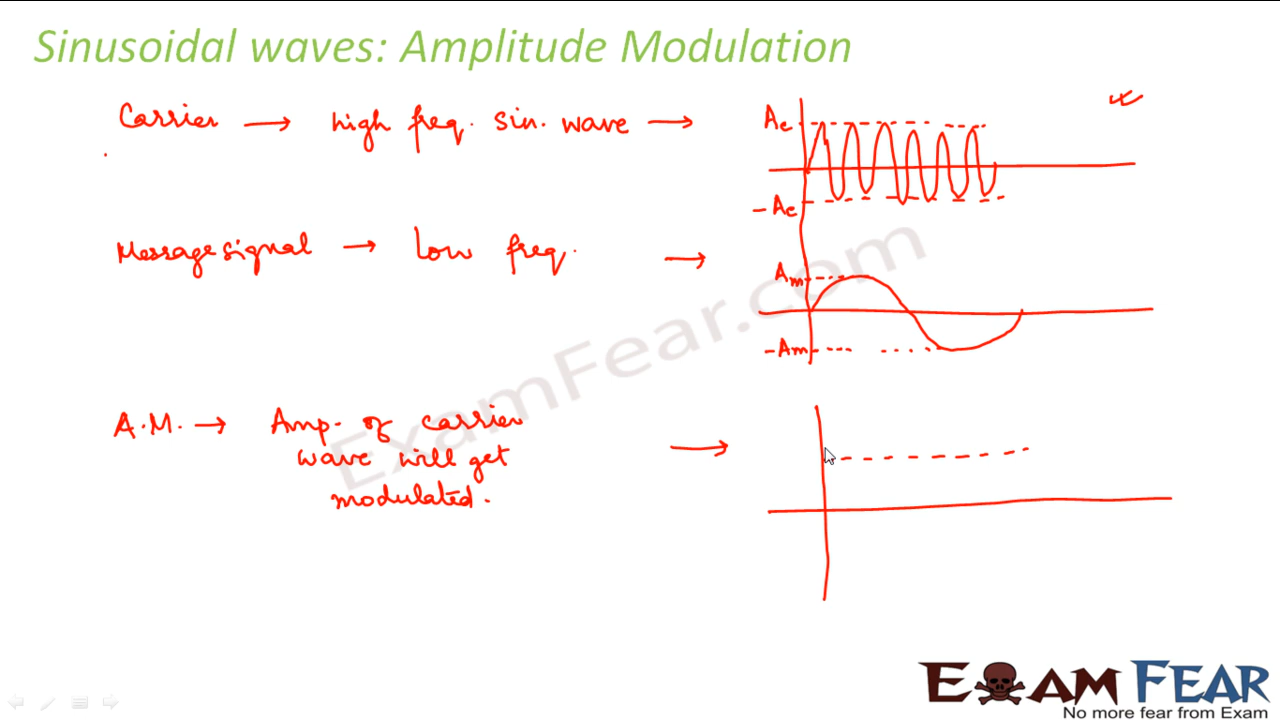 Sinusoidal waves: Amplitude Modulation
Carrier → high freq. sin. wave →
Ac
-Ac
Message signal → low freq. →
Am
-Am
A.M. → Amp. of carrier →
wave will get
modulated.
ExamFear.com
EXAM FEAR
No more fear from Exam